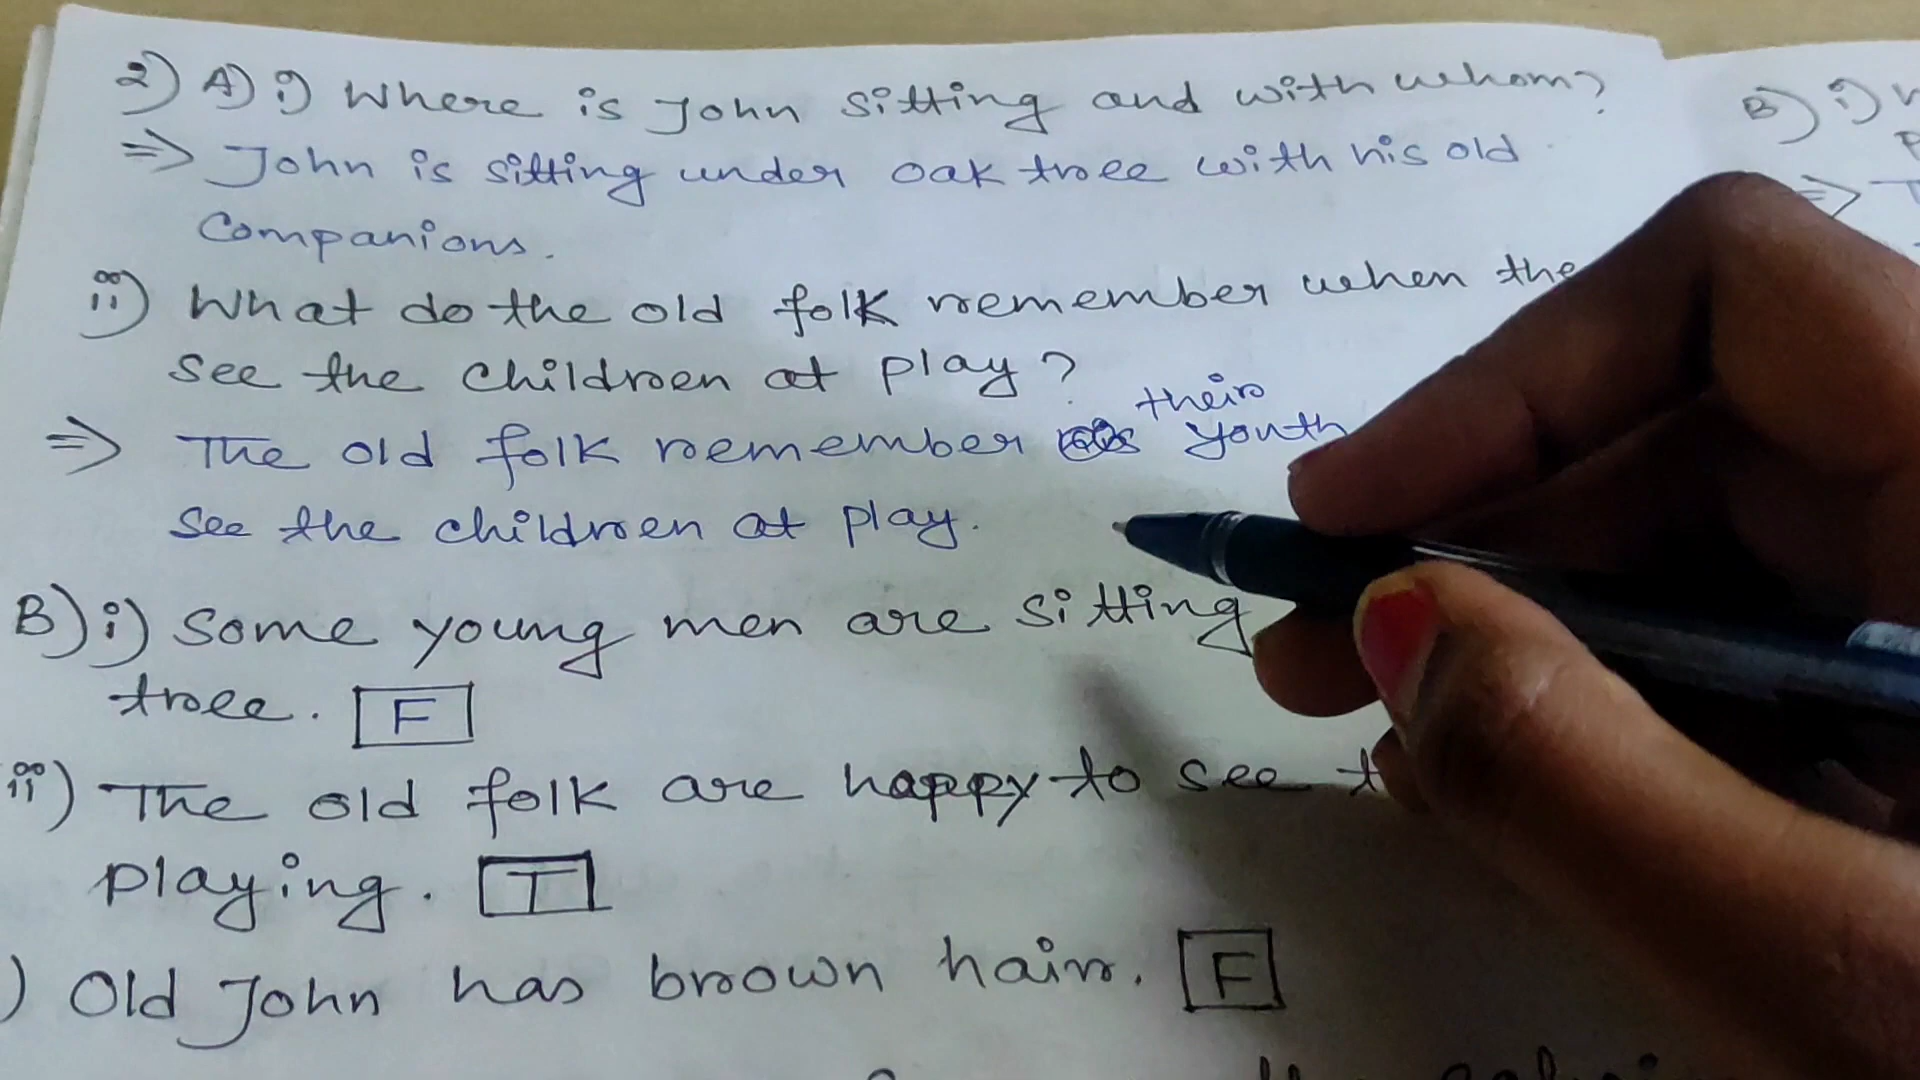 2) A) i) Where is John sitting and with whom?
=> John is sitting under oak tree with his old
Companions.
ii) What do the old folk remember when the
see the children at play?
their
=> The old folk remember youth
see the children at play.
B) i) Some young men are sitting
tree. F
ii) The old folk are happy to see
playing. T
) Old John has brown hair. F
B) i)
=>